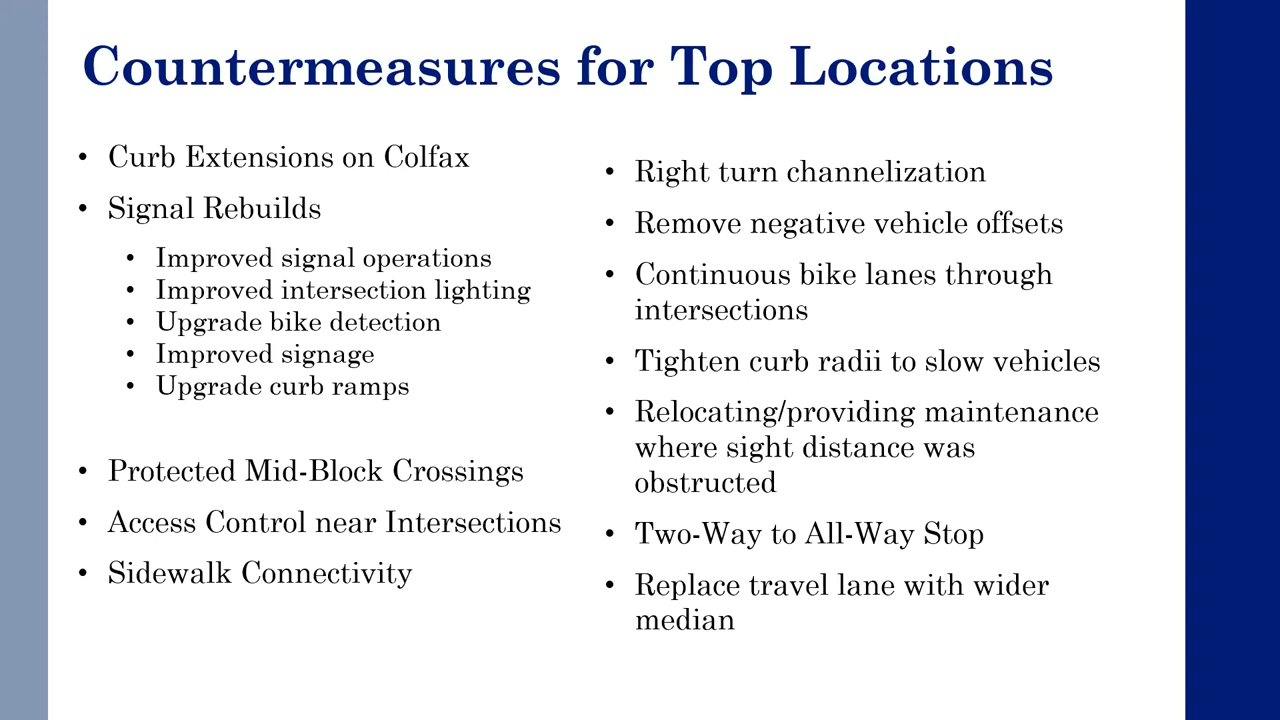 Countermeasures for Top Locations
• Curb Extensions on Colfax
• Signal Rebuilds
• Improved signal operations
• Improved intersection lighting
• Upgrade bike detection
• Improved signage
• Upgrade curb ramps
• Protected Mid-Block Crossings
• Access Control near Intersections
• Sidewalk Connectivity
• Right turn channelization
• Remove negative vehicle offsets
• Continuous bike lanes through
intersections
• Tighten curb radii to slow vehicles
• Relocating/providing maintenance
where sight distance was
obstructed
• Two-Way to All-Way Stop
• Replace travel lane with wider
median